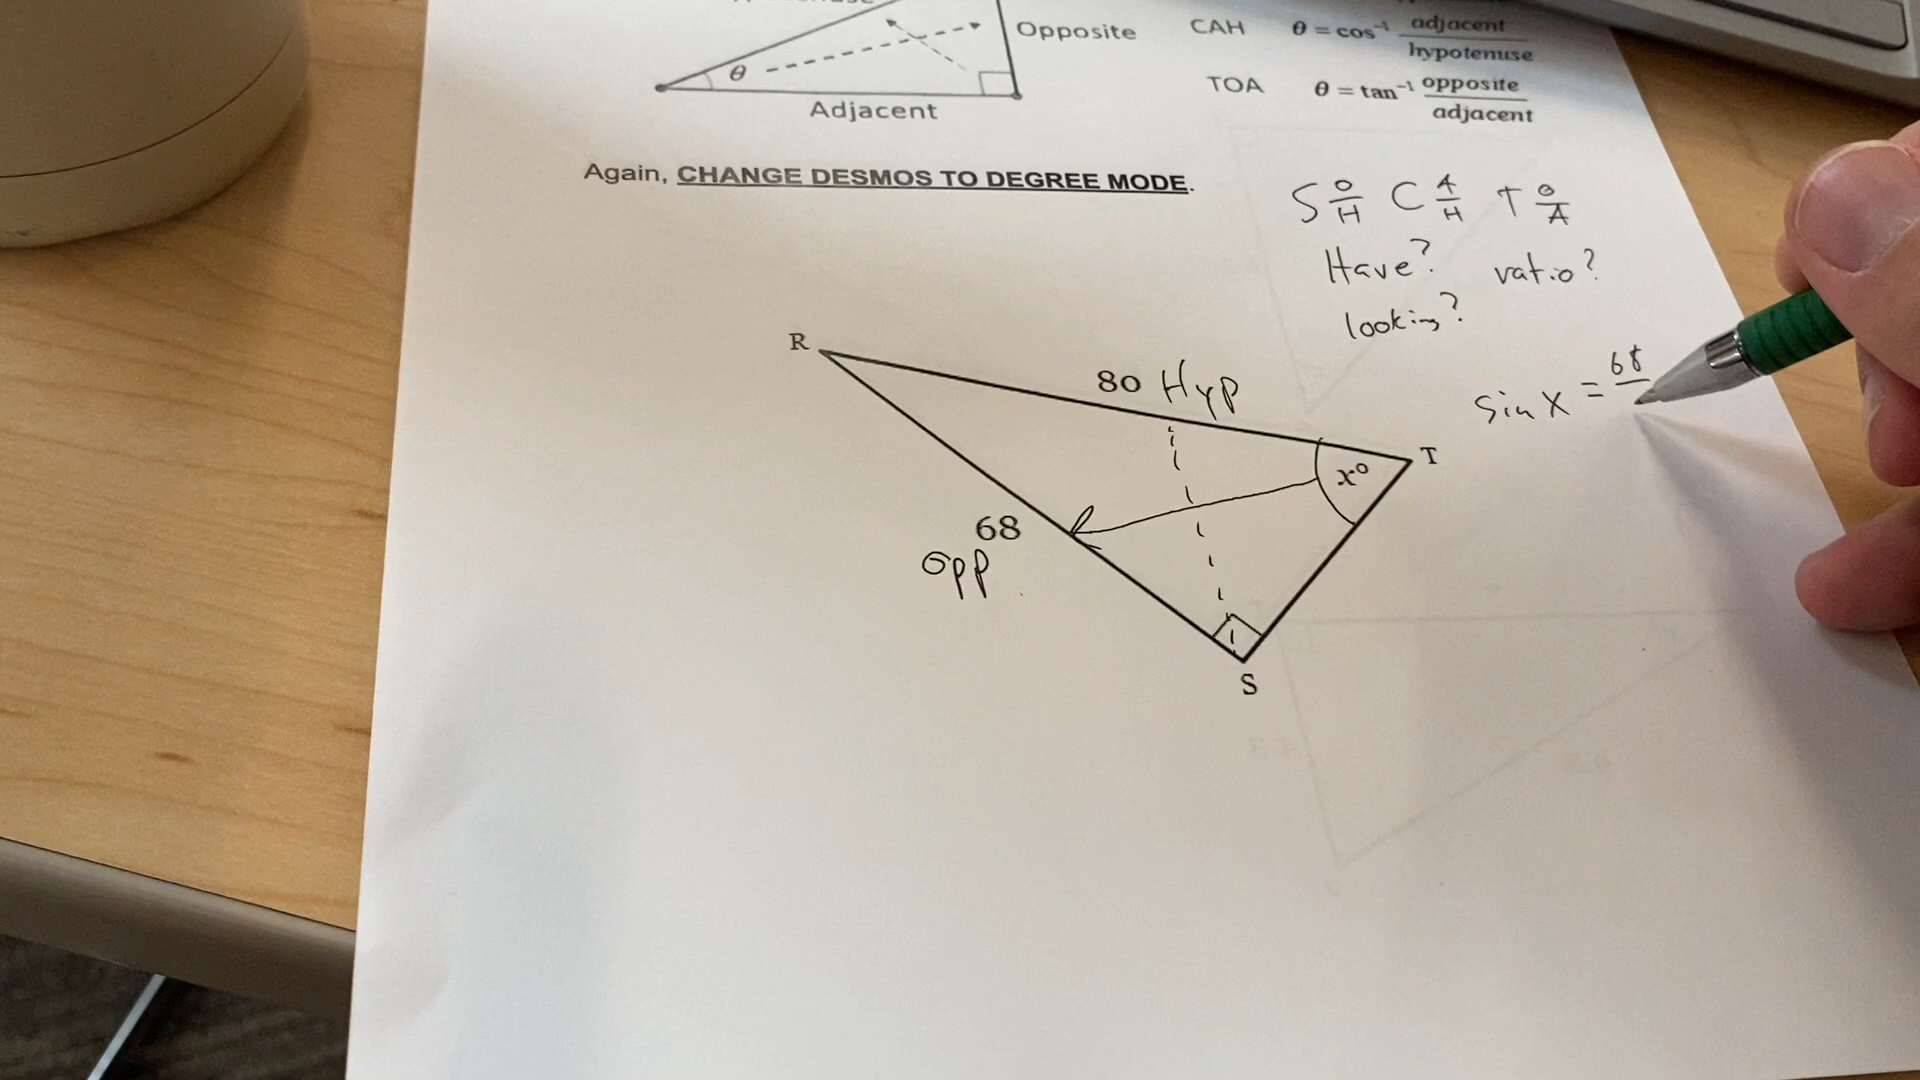 Opposite
θ
Adjacent
CAH θ = cos⁻¹ adjacent
hypotenuse
TOA θ = tan⁻¹ opposite
adjacent
Again, CHANGE DESMOS TO DEGREE MODE.
S O/H C A/H T O/A
Have? ratio?
looking?
R
80 Hyp
sin x = 68
T
x°
68
opp
S